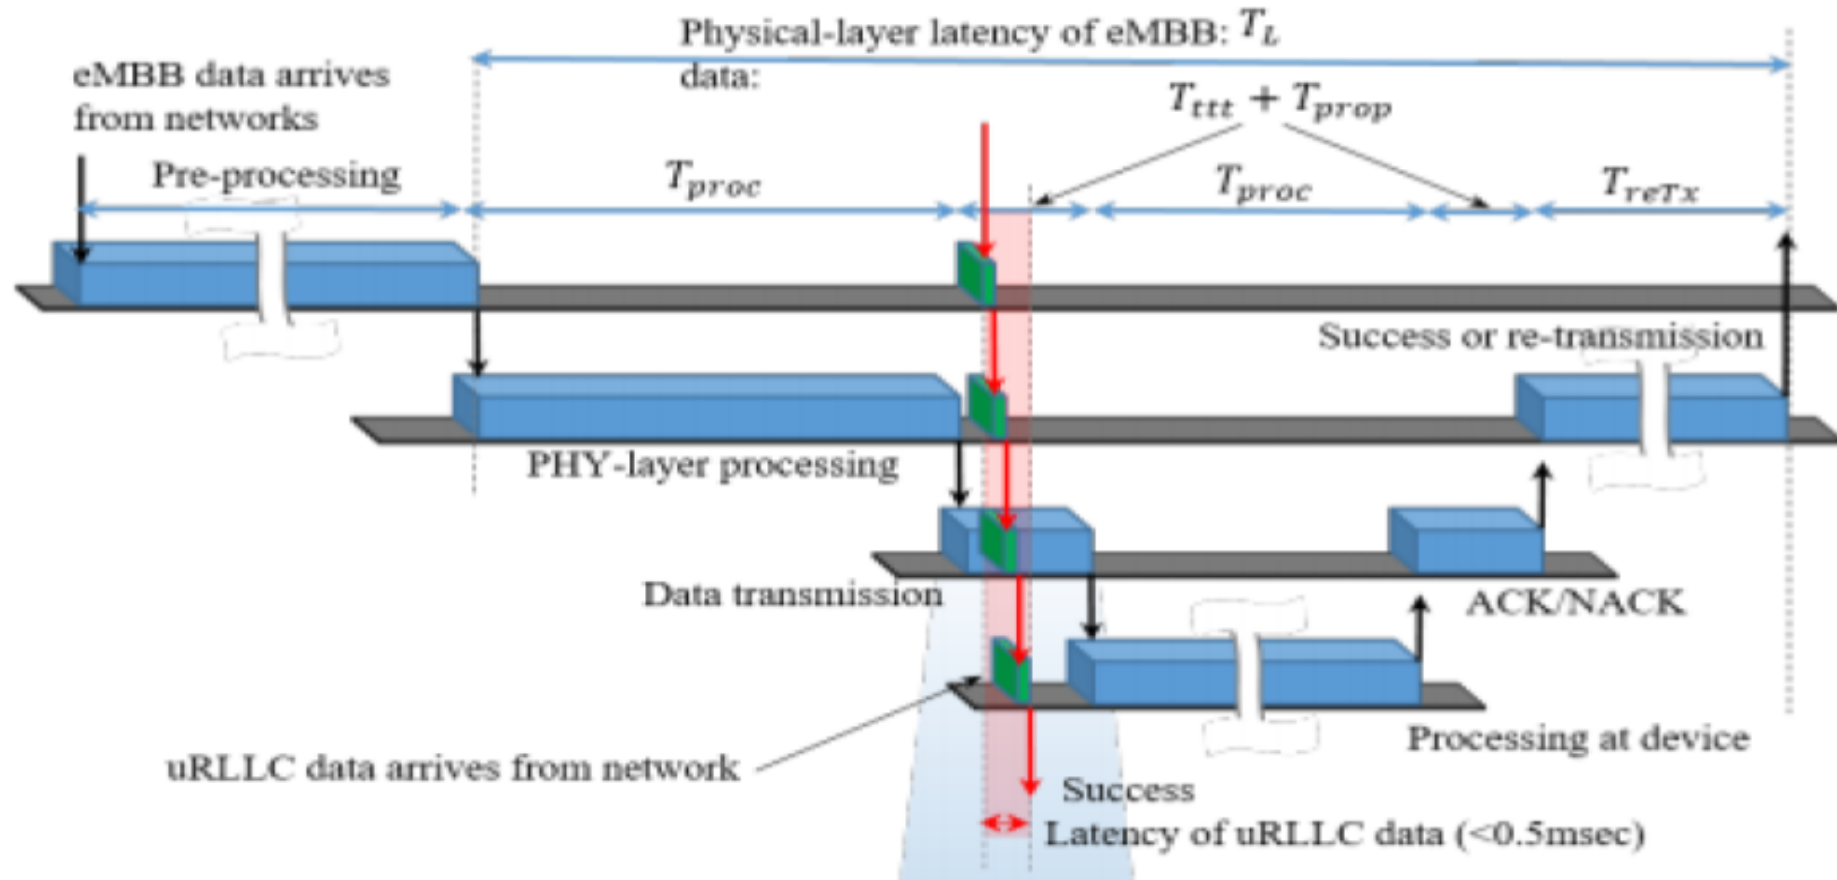 Physical-layer latency of eMBB: T_L
data:
eMBB data arrives
from networks
T_ttt + T_prop
Pre-processing
T_proc
T_proc
T_reTx
Success or re-transmission
PHY-layer processing
Data transmission
ACK/NACK
Processing at device
uRLLC data arrives from network
Success
Latency of uRLLC data (<0.5msec)